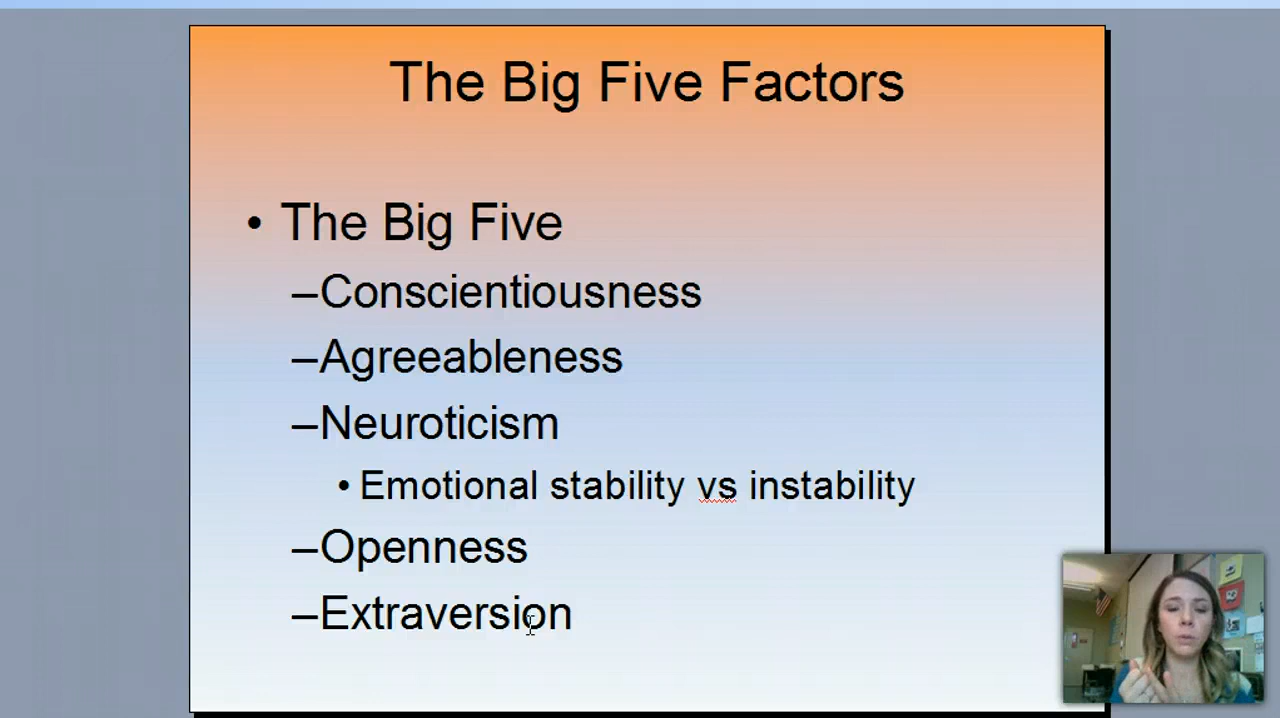 The Big Five Factors
• The Big Five
–Conscientiousness
–Agreeableness
–Neuroticism
• Emotional stability vs instability
–Openness
–Extraversion